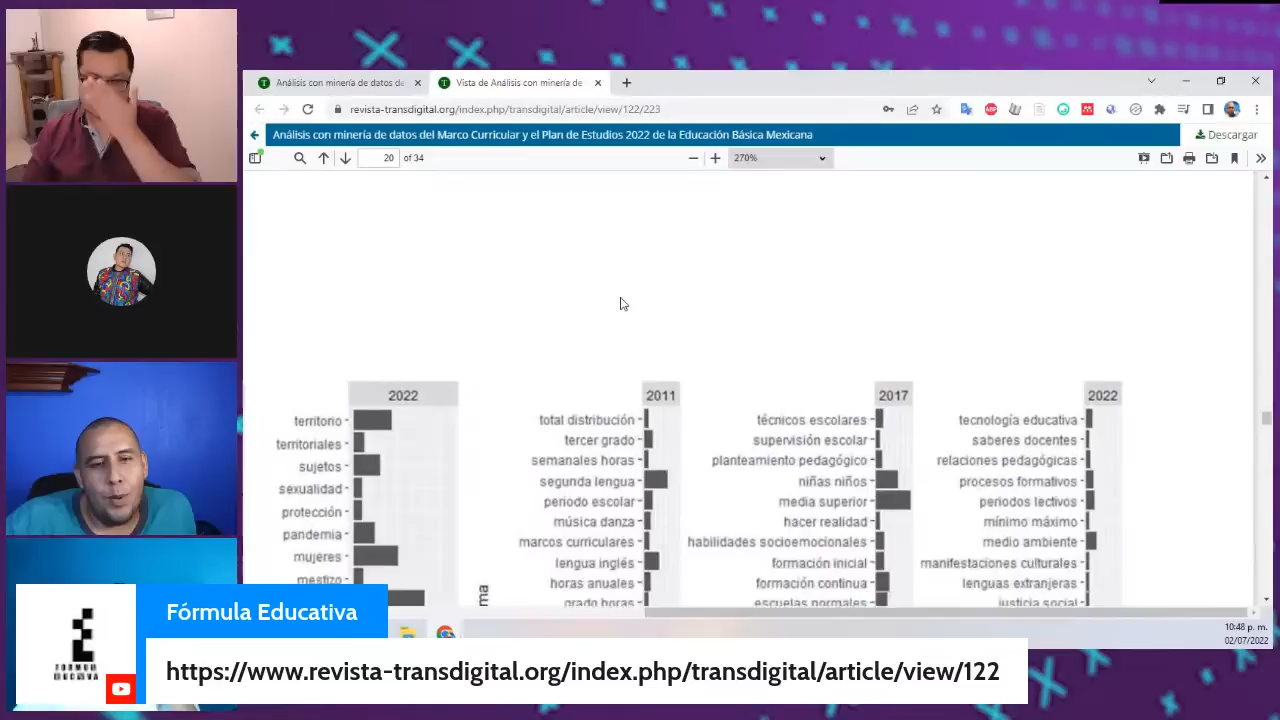 Análisis con minería de datos de
Vista de Análisis con minería de
revista-transdigital.org/index.php/transdigital/article/view/122/223
Análisis con minería de datos del Marco Curricular y el Plan de Estudios 2022 de la Educación Básica Mexicana
Descargar
20 of 34
270%
2022
territorio
territoriales
sujetos
sexualidad
protección
pandemia
mujeres
mestizo
2011
total distribución
tercer grado
semanales horas
segunda lengua
periodo escolar
música danza
marcos curriculares
lengua inglés
horas anuales
grado horas
2017
técnicos escolares
supervisión escolar
planteamiento pedagógico
niñas niños
media superior
hacer realidad
habilidades socioemocionales
formación inicial
formación continua
escuelas normales
2022
tecnología educativa
saberes docentes
relaciones pedagógicas
procesos formativos
periodos lectivos
mínimo máximo
medio ambiente
manifestaciones culturales
lenguas extranjeras
justicia social
10:48 p. m.
02/07/2022
FÓRMULA
EDUCATIVA
Fórmula Educativa
https://www.revista-transdigital.org/index.php/transdigital/article/view/122